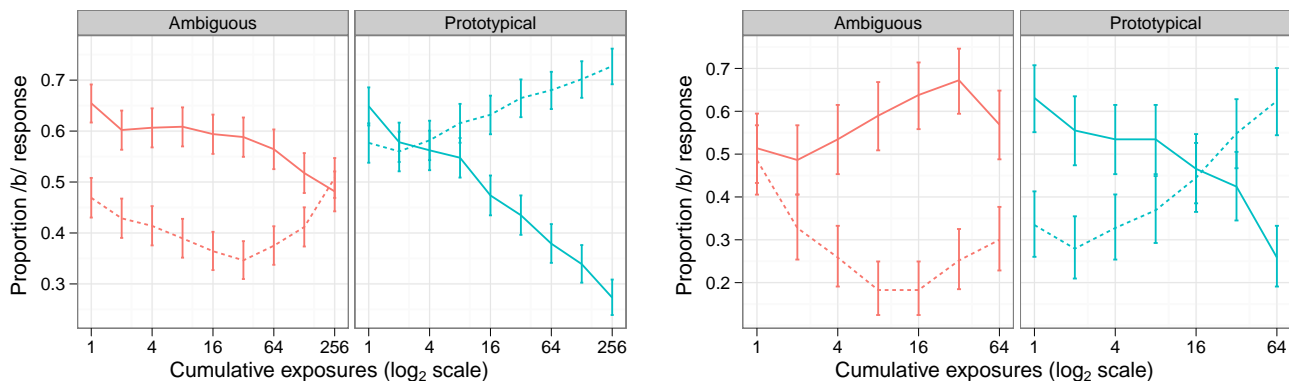 Ambiguous Prototypical
Proportion /b/ response
0.7
0.6
0.5
0.4
0.3
1 4 16 64 256 1 4 16 64 256
Cumulative exposures (log2 scale)
Ambiguous Prototypical
Proportion /b/ response
0.7
0.6
0.5
0.4
0.3
0.2
1 4 16 64 1 4 16 64
Cumulative exposures (log2 scale)